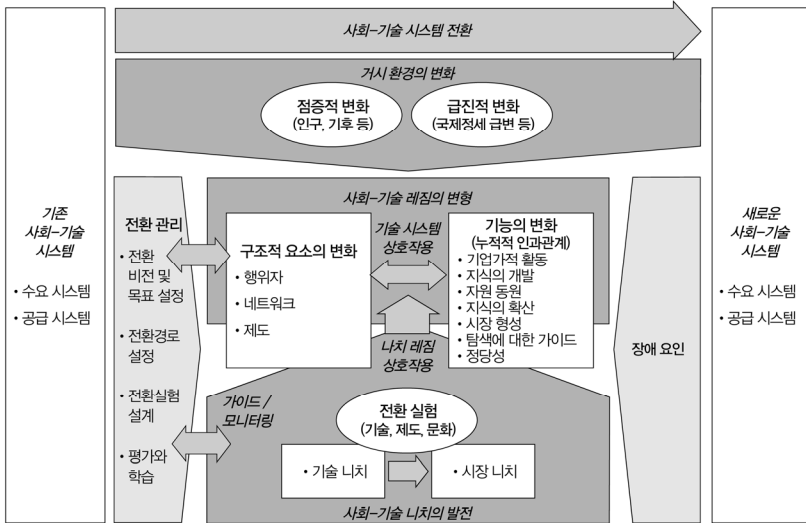 사회–기술 시스템 전환
거시 환경의 변화
점증적 변화
(인구, 기후 등)
급진적 변화
(국제정세 급변 등)
기존
사회–기술
시스템
• 수요 시스템
• 공급 시스템
전환 관리
• 전환
비전 및
목표 설정
• 전환경로
설정
• 전환실험
설계
• 평가와
학습
사회–기술 레짐의 변형
구조적 요소의 변화
• 행위자
• 네트워크
• 제도
기술 시스템
상호작용
기능의 변화
(누적적 인과관계)
• 기업가적 활동
• 지식의 개발
• 자원 동원
• 지식의 확산
• 시장 형성
• 탐색에 대한 가이드
• 정당성
나치 레짐
상호작용
가이드 /
모니터링
전환 실험
(기술, 제도, 문화)
• 기술 니치
• 시장 니치
사회–기술 니치의 발전
장애 요인
새로운
사회–기술
시스템
• 수요 시스템
• 공급 시스템